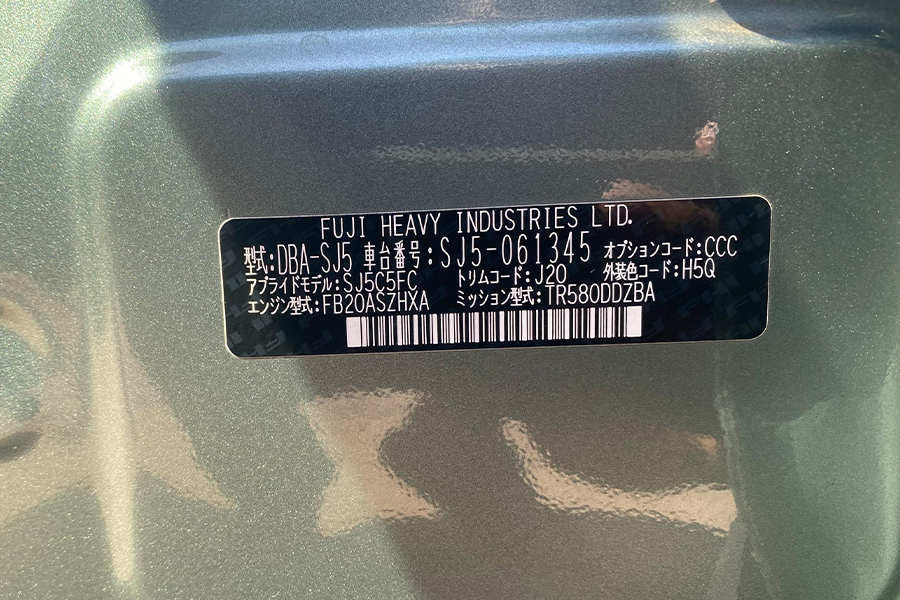 FUJI HEAVY INDUSTRIES LTD.
型式:DBA-SJ5 車台番号:SJ5-061345 オプションコード:CCC
アプライドモデル:SJ5C5FC トリムコード:J20 外装色コード:H5Q
エンジン型式:FB20ASZHXA ミッション型式:TR580DDZBA